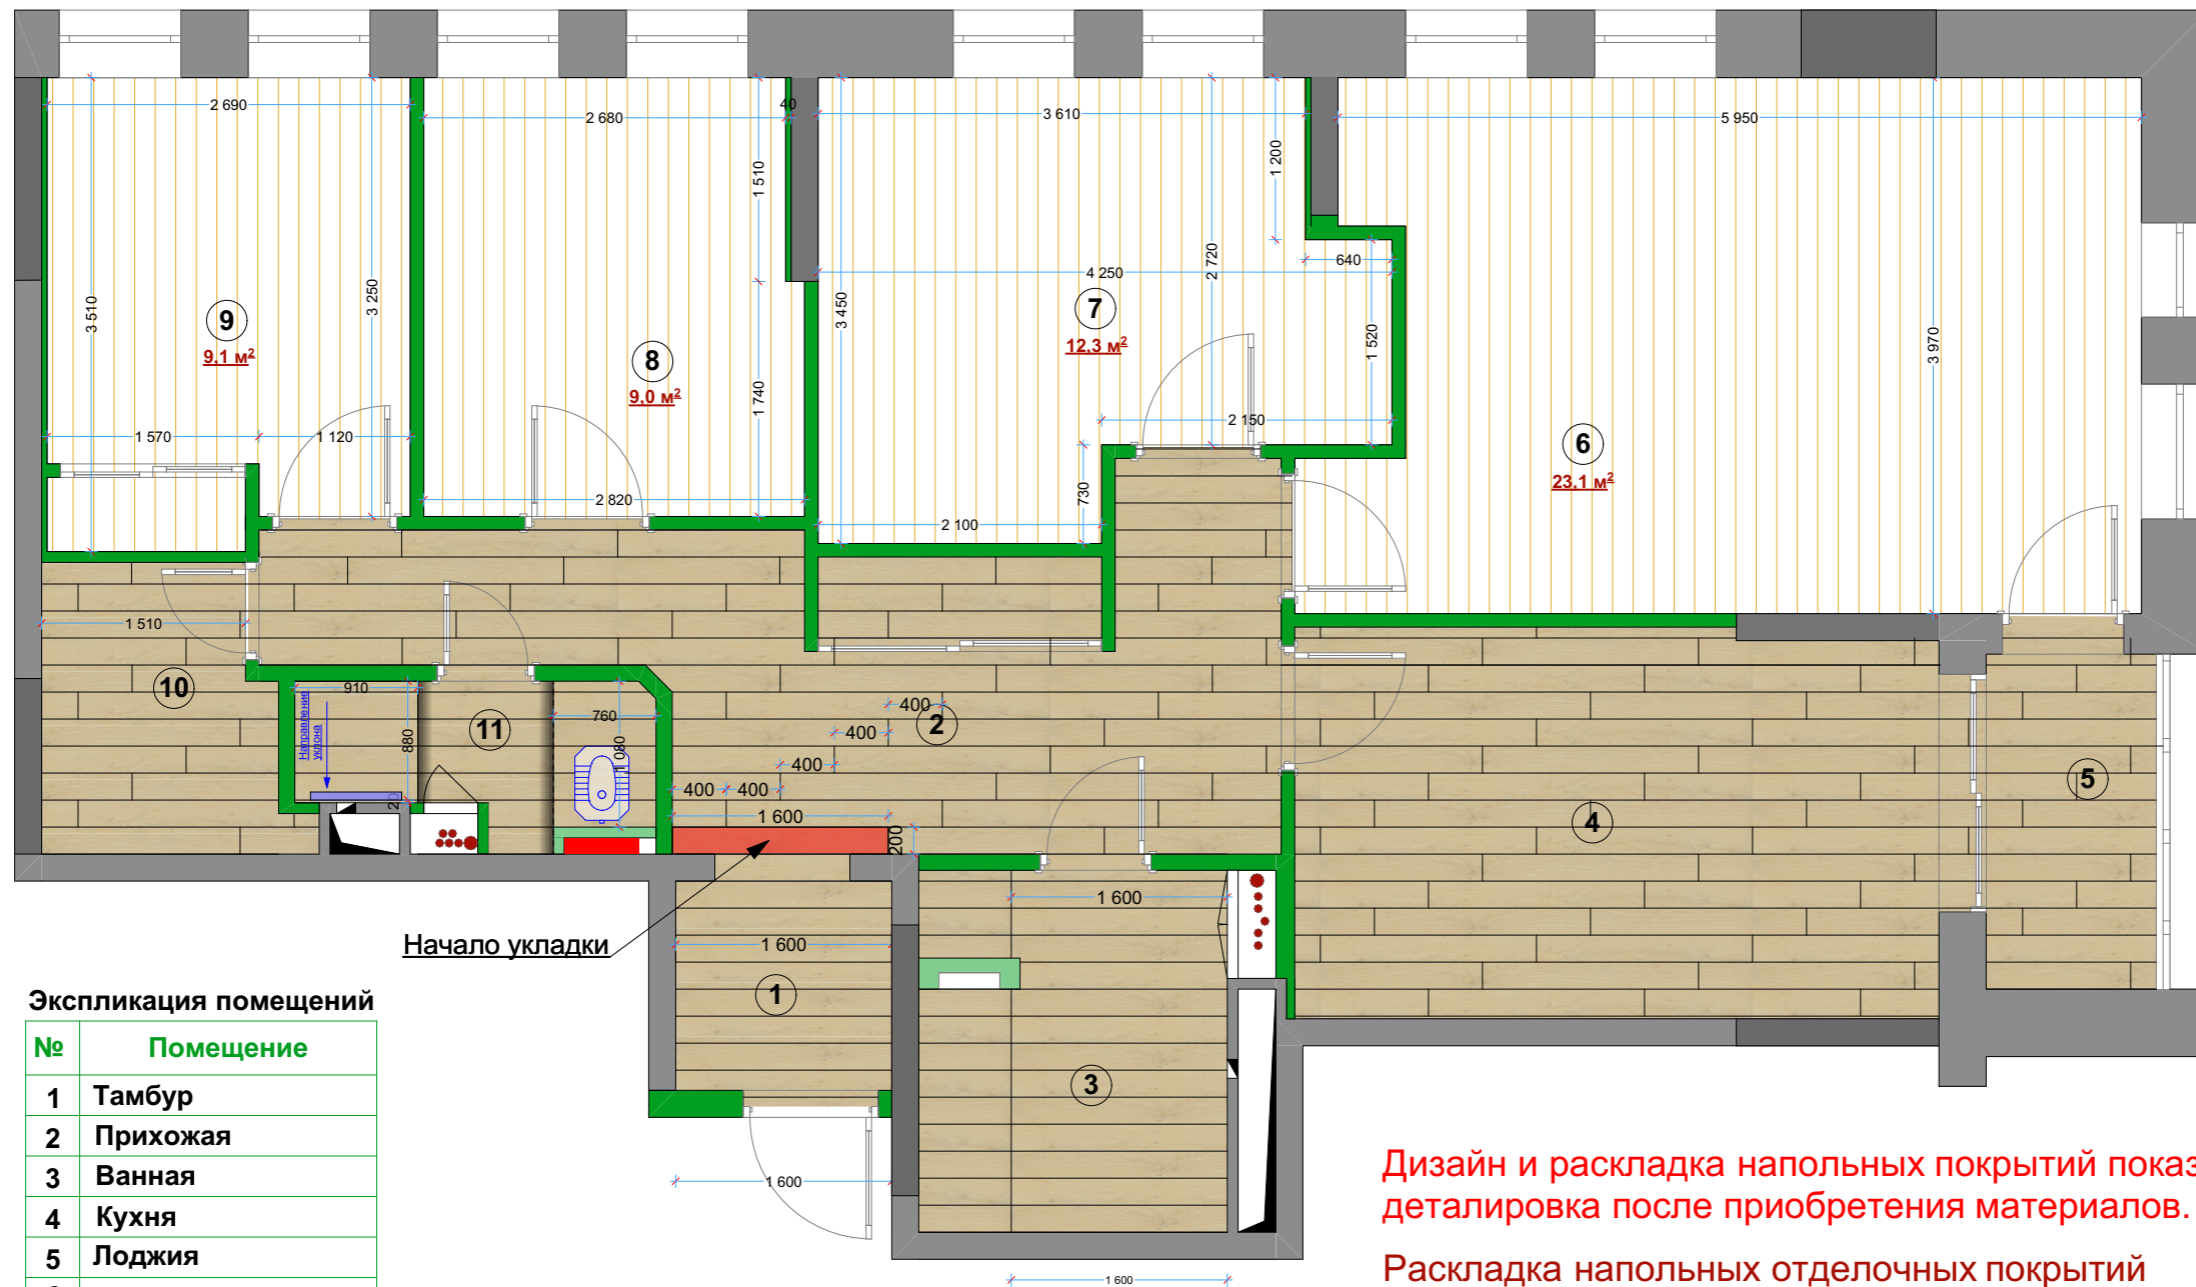 2 690
2 680
40
3 610
5 950
3 510
3 250
1 510
1 200
2 720
640
4 250
3 450
1 520
3 970
9
9,1 м²
8
9,0 м²
7
12,3 м²
6
23,1 м²
1 740
1 570
1 120
2 150
2 820
2 100
730
1 510
10
910
Направление
уклона
880
20
11
760
1 080
400
400
400
400
400
1 600
200
2
4
5
Начало укладки
1 600
1 600
1
3
1 600
1 600
Экспликация помещений
№ Помещение
1 Тамбур
2 Прихожая
3 Ванная
4 Кухня
5 Лоджия
Дизайн и раскладка напольных покрытий показ
деталировка после приобретения материалов.
Раскладка напольных отделочных покрытий